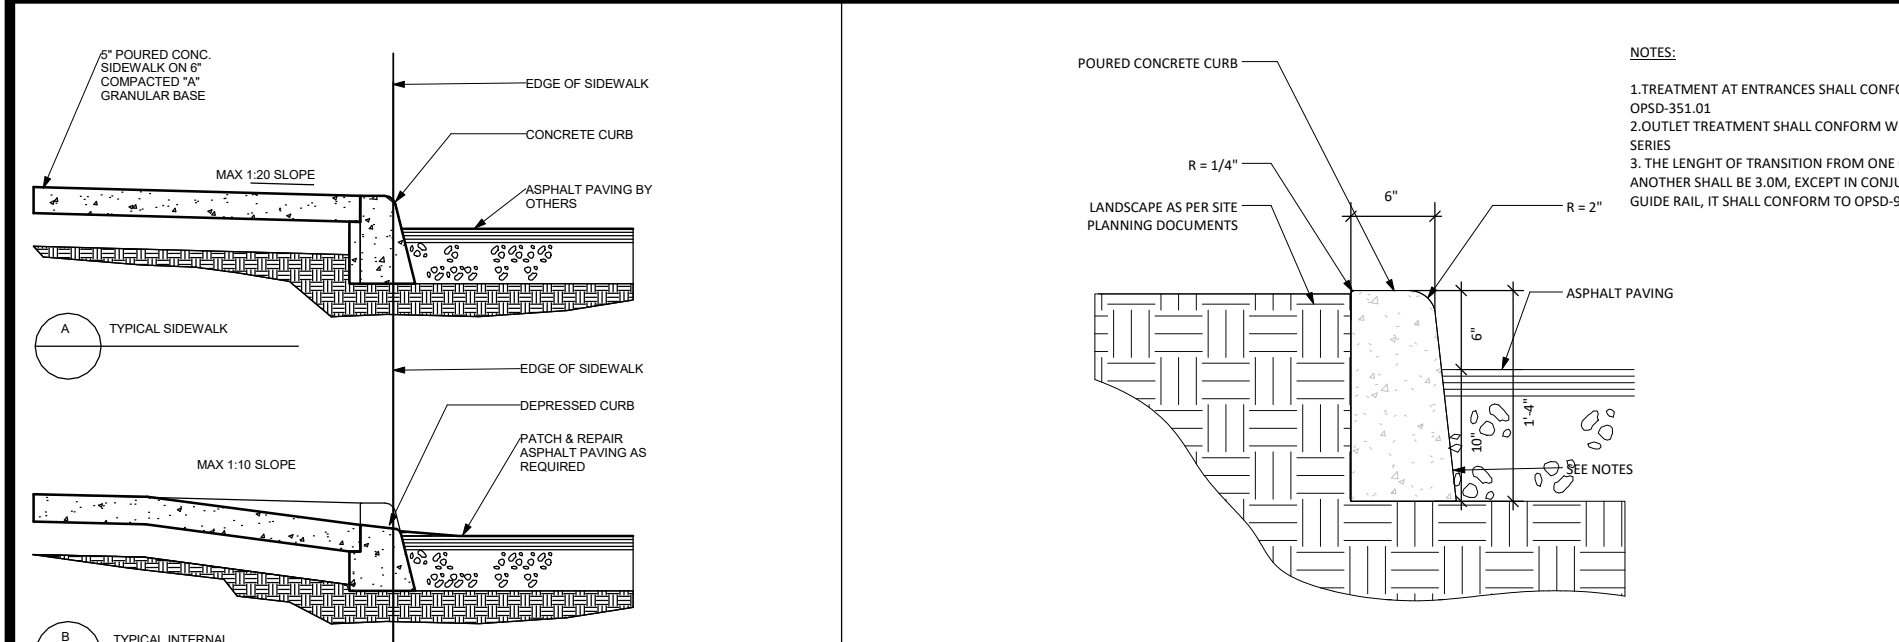 5" POURED CONC.
SIDEWALK ON 6"
COMPACTED "A"
GRANULAR BASE
EDGE OF SIDEWALK
CONCRETE CURB
MAX 1:20 SLOPE
ASPHALT PAVING BY
OTHERS
A
TYPICAL SIDEWALK
EDGE OF SIDEWALK
DEPRESSED CURB
PATCH & REPAIR
ASPHALT PAVING AS
REQUIRED
MAX 1:10 SLOPE
B
TYPICAL INTERNAL
POURED CONCRETE CURB
R = 1/4"
LANDSCAPE AS PER SITE
PLANNING DOCUMENTS
6"
R = 2"
ASPHALT PAVING
6"
1'-4"
10"
SEE NOTES
NOTES:
1.TREATMENT AT ENTRANCES SHALL
OPSD-351.01
2.OUTLET TREATMENT SHALL CONFORM
SERIES
3. THE LENGHT OF TRANSITION FROM ONE
ANOTHER SHALL BE 3.0M, EXCEPT IN
GUIDE RAIL, IT SHALL CONFORM TO